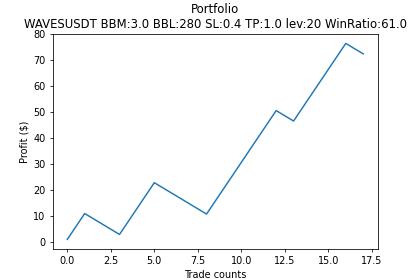 Portfolio
WAVESUSDT BBM:3.0 BBL:280 SL:0.4 TP:1.0 lev:20 WinRatio:61.0
80
70
60
50
40
30
20
10
0
Profit ($)
0.0 2.5 5.0 7.5 10.0 12.5 15.0 17.5
Trade counts